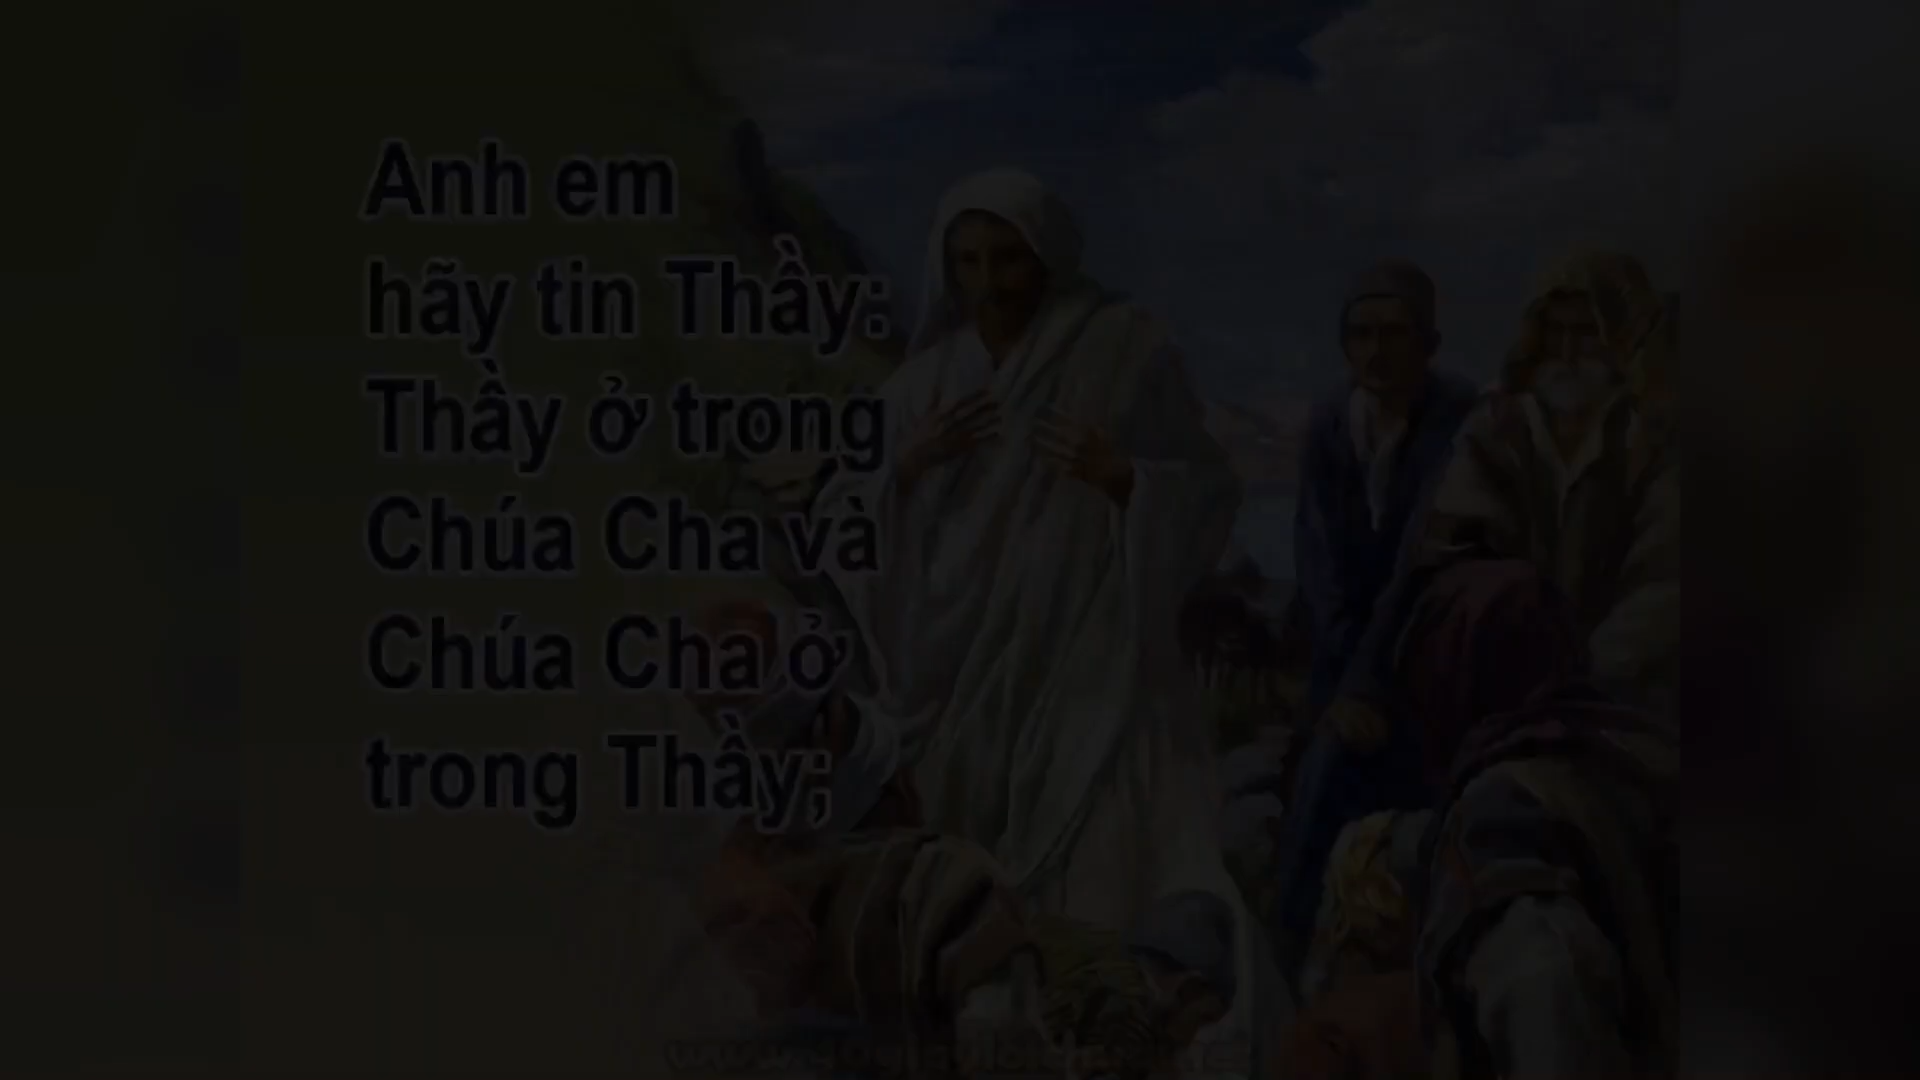 Anh em
hãy tin Thầy:
Thầy ở trong
Chúa Cha và
Chúa Cha ở
trong Thầy;